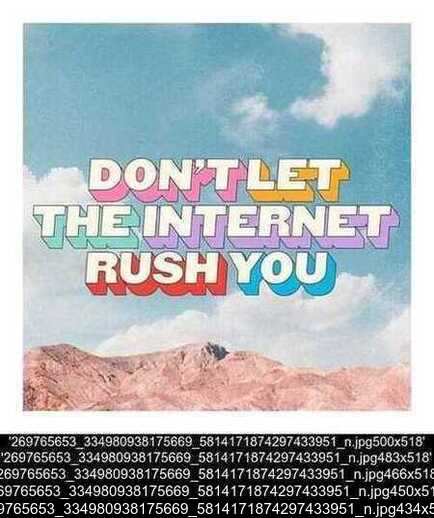 DON'T LET
THE INTERNET
RUSH YOU
'269765653_334980938175669_5814171874297433951_n.jpg500x518'
'269765653_334980938175669_5814171874297433951_n.jpg483x518'
269765653_334980938175669_5814171874297433951_n.jpg466x518
69765653_334980938175669_5814171874297433951_n.jpg450x51
9765653_334980938175669_5814171874297433951_n.jpg434x5